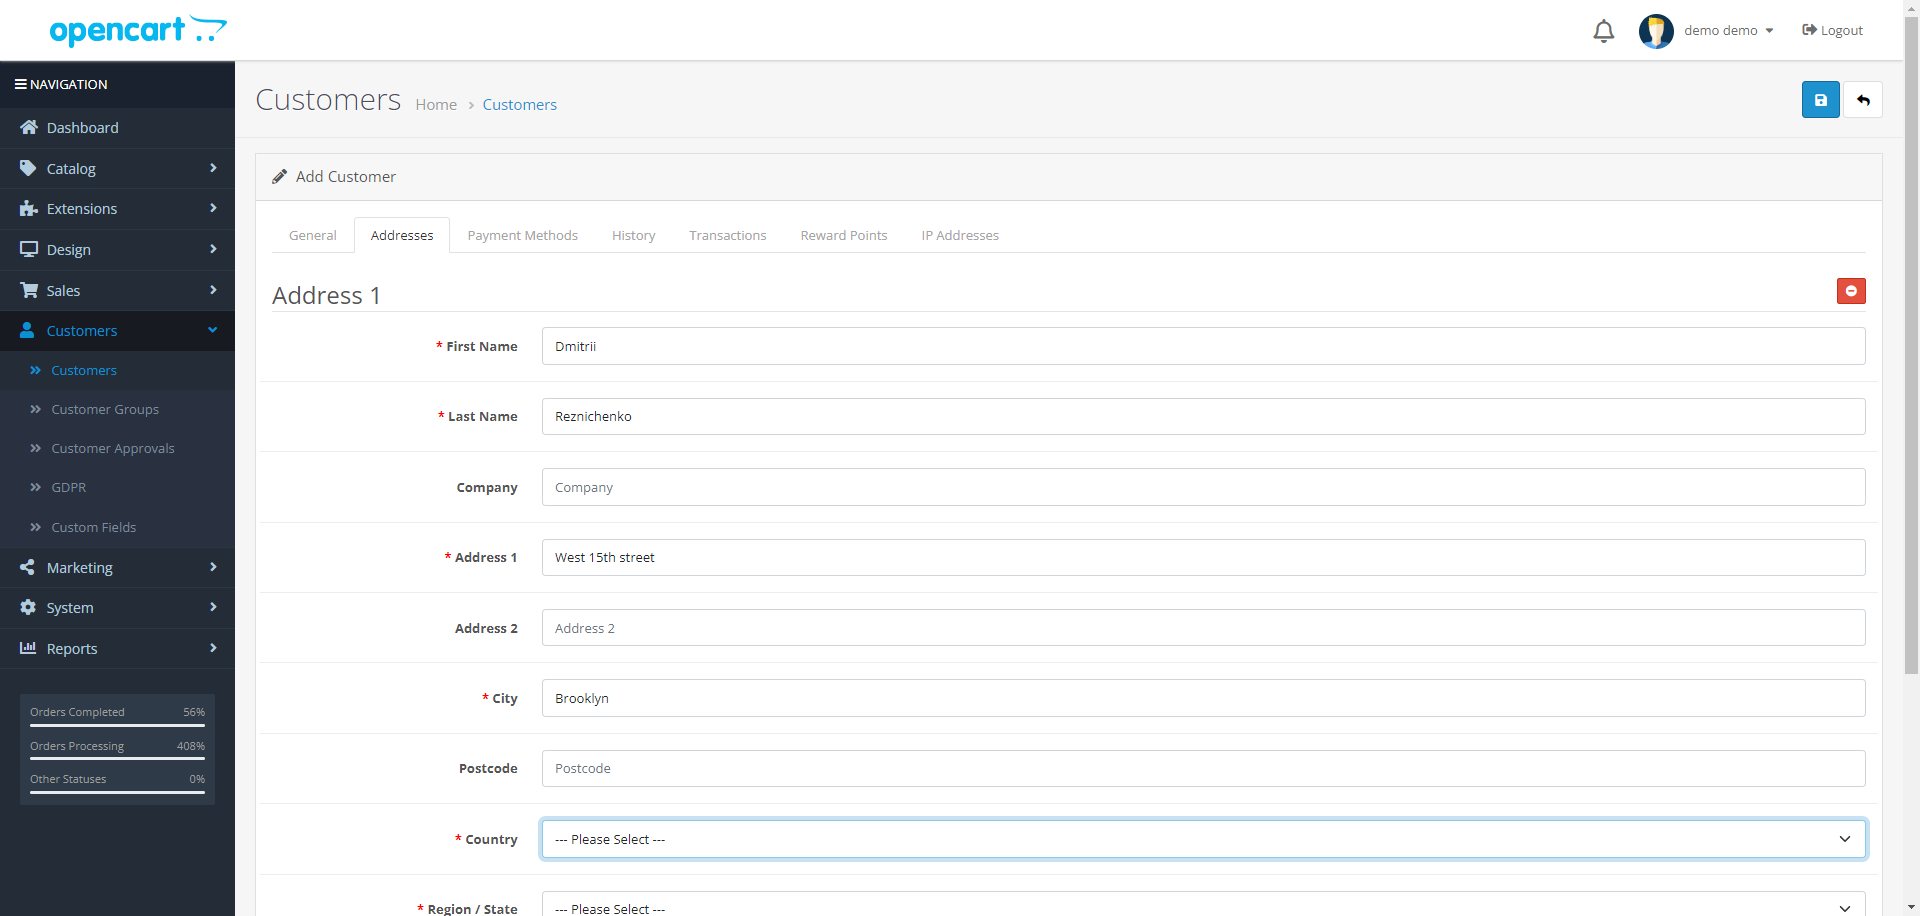 opencart
demo demo
Logout
NAVIGATION
Dashboard
Catalog
Extensions
Design
Sales
Customers
Customers
Customer Groups
Customer Approvals
GDPR
Custom Fields
Marketing
System
Reports
Orders Completed 56%
Orders Processing 408%
Other Statuses 0%
Customers Home › Customers
Add Customer
General Addresses Payment Methods History Transactions Reward Points IP Addresses
Address 1
* First Name Dmitrii
* Last Name Reznichenko
Company Company
* Address 1 West 15th street
Address 2 Address 2
* City Brooklyn
Postcode Postcode
* Country --- Please Select ---
* Region / State --- Please Select ---